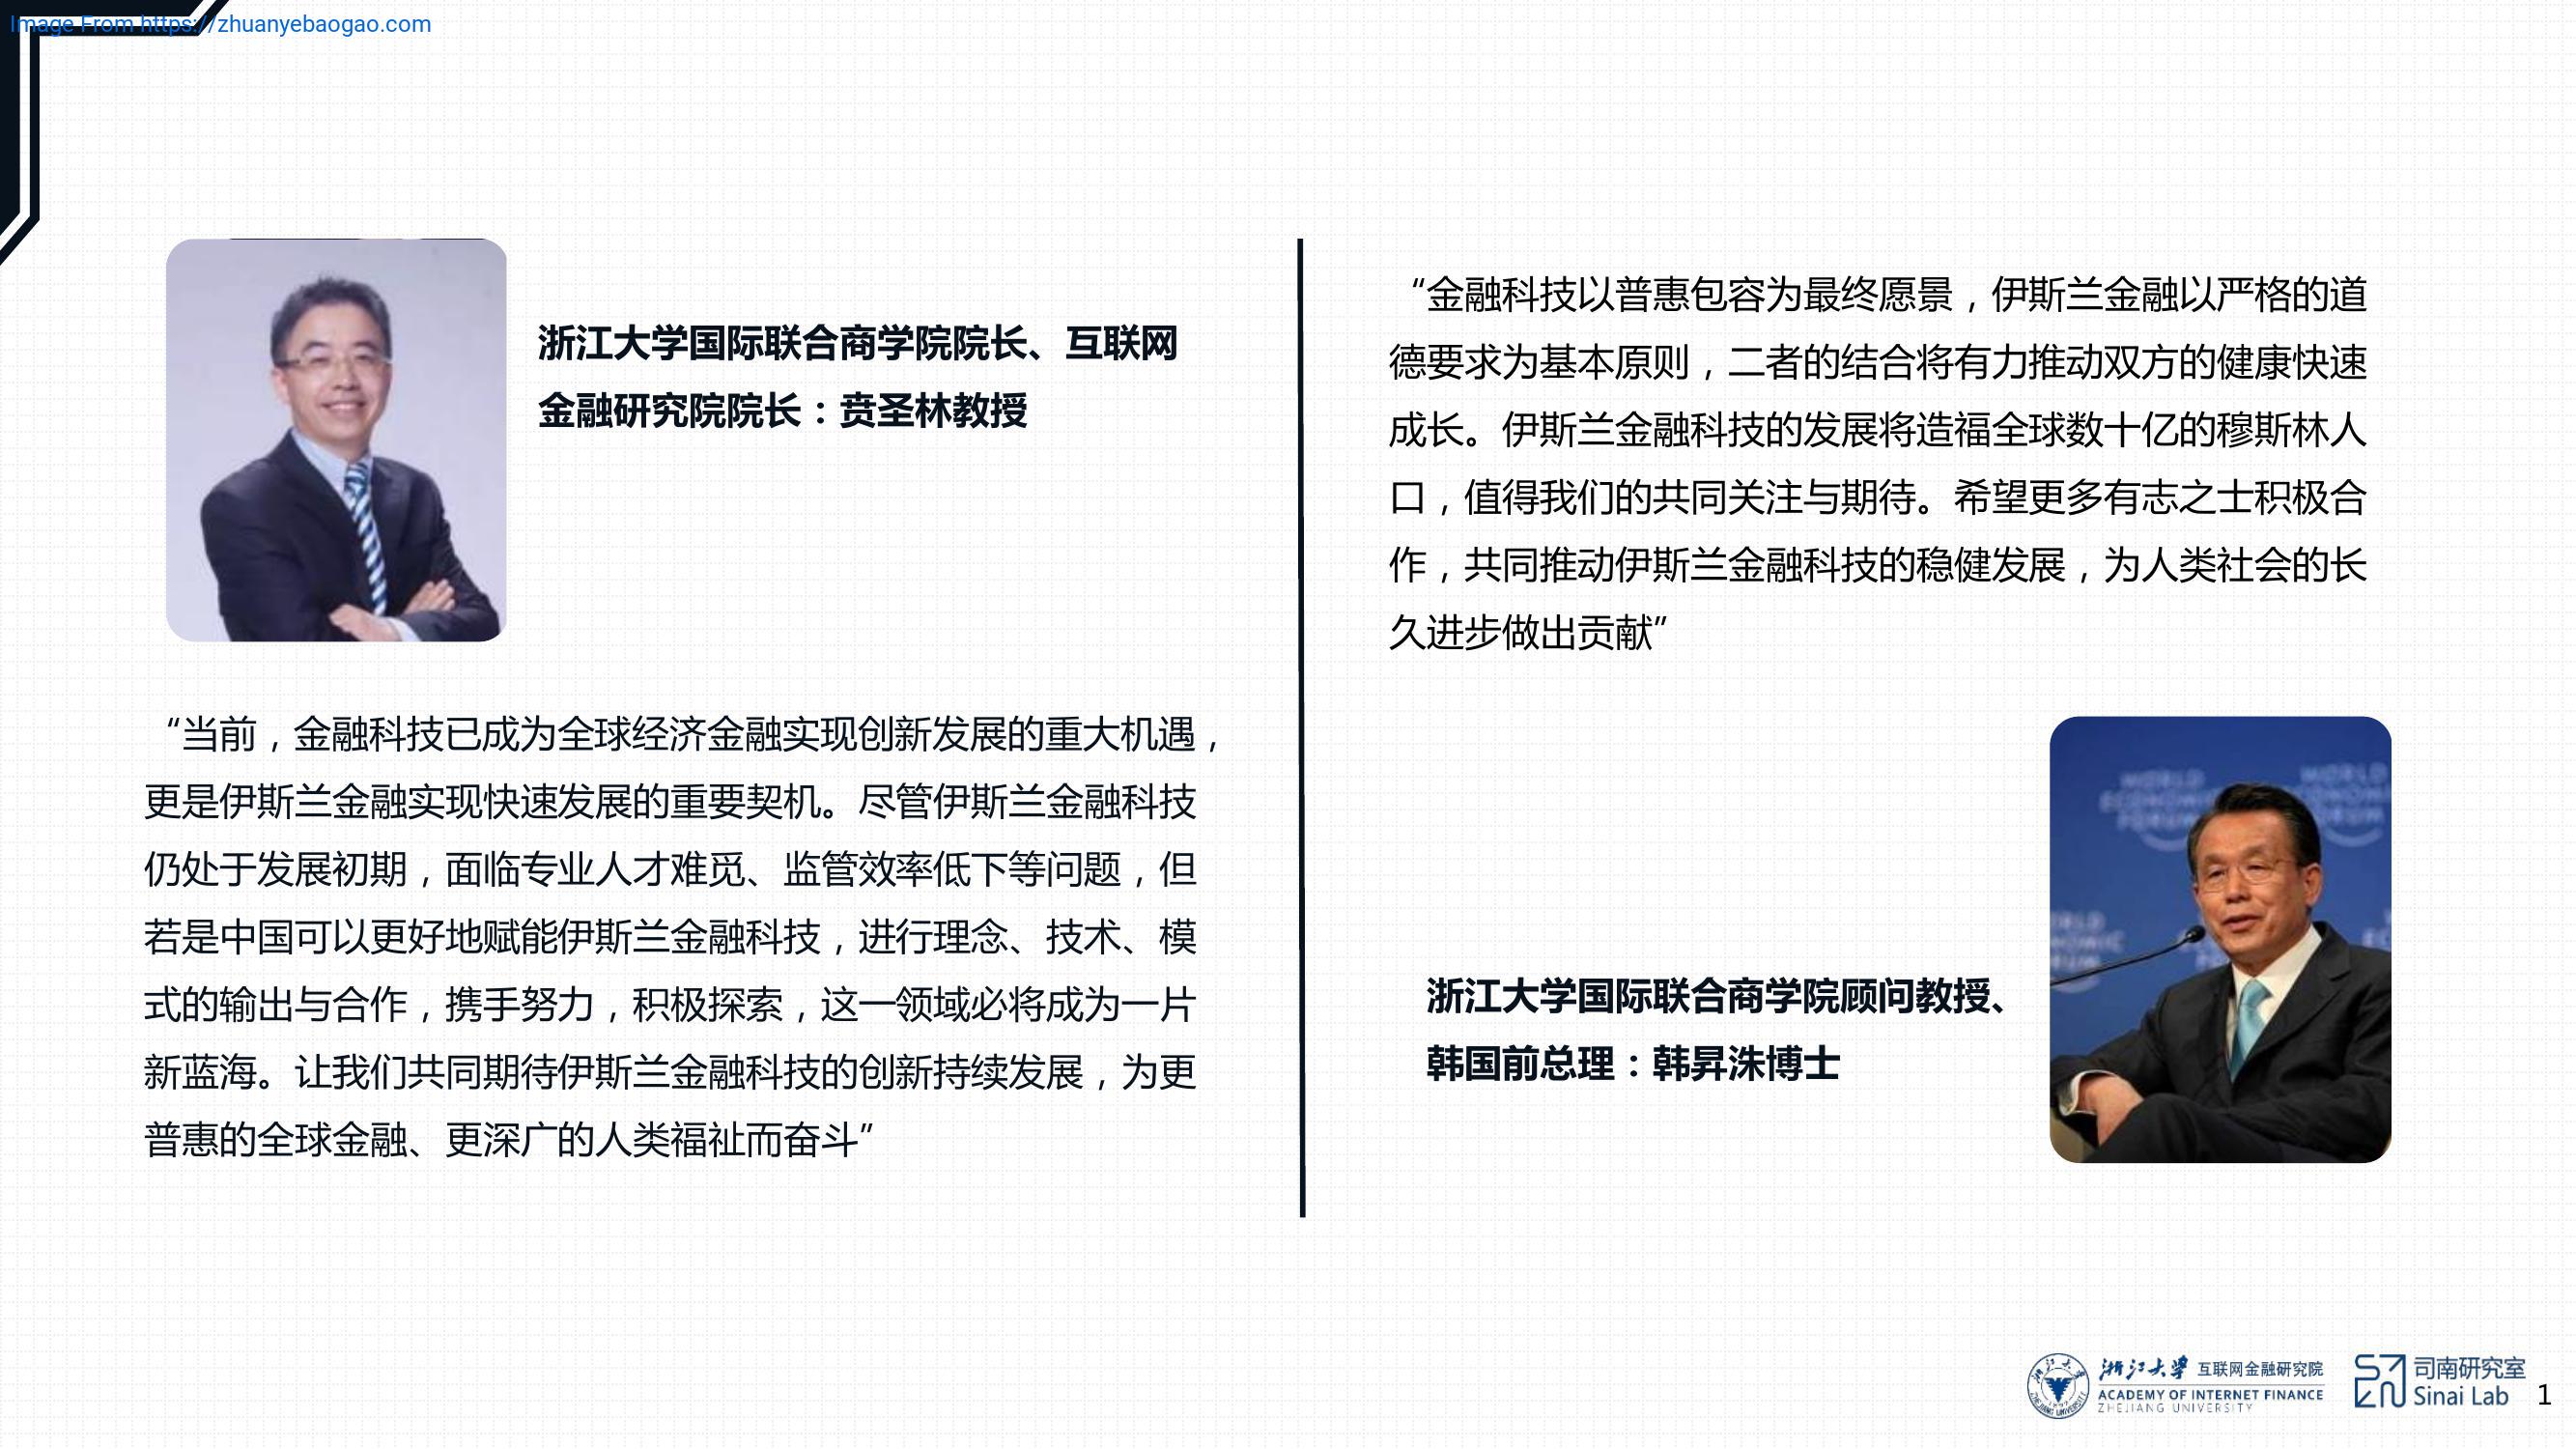 Image From https://zhuanyebaogao.com
浙江大学国际联合商学院院长、互联网
金融研究院院长：贲圣林教授
“当前，金融科技已成为全球经济金融实现创新发展的重大机遇，
更是伊斯兰金融实现快速发展的重要契机。尽管伊斯兰金融科技
仍处于发展初期，面临专业人才难觅、监管效率低下等问题，但
若是中国可以更好地赋能伊斯兰金融科技，进行理念、技术、模
式的输出与合作，携手努力，积极探索，这一领域必将成为一片
新蓝海。让我们共同期待伊斯兰金融科技的创新持续发展，为更
普惠的全球金融、更深广的人类福祉而奋斗”
“金融科技以普惠包容为最终愿景，伊斯兰金融以严格的道
德要求为基本原则，二者的结合将有力推动双方的健康快速
成长。伊斯兰金融科技的发展将造福全球数十亿的穆斯林人
口，值得我们的共同关注与期待。希望更多有志之士积极合
作，共同推动伊斯兰金融科技的稳健发展，为人类社会的长
久进步做出贡献”
WORLD
ECONOMIC
FORUM
浙江大学国际联合商学院顾问教授、
韩国前总理：韩昇洙博士
浙江大学 互联网金融研究院
ACADEMY OF INTERNET FINANCE
ZHEJIANG UNIVERSITY
司南研究室
Sinai Lab
1